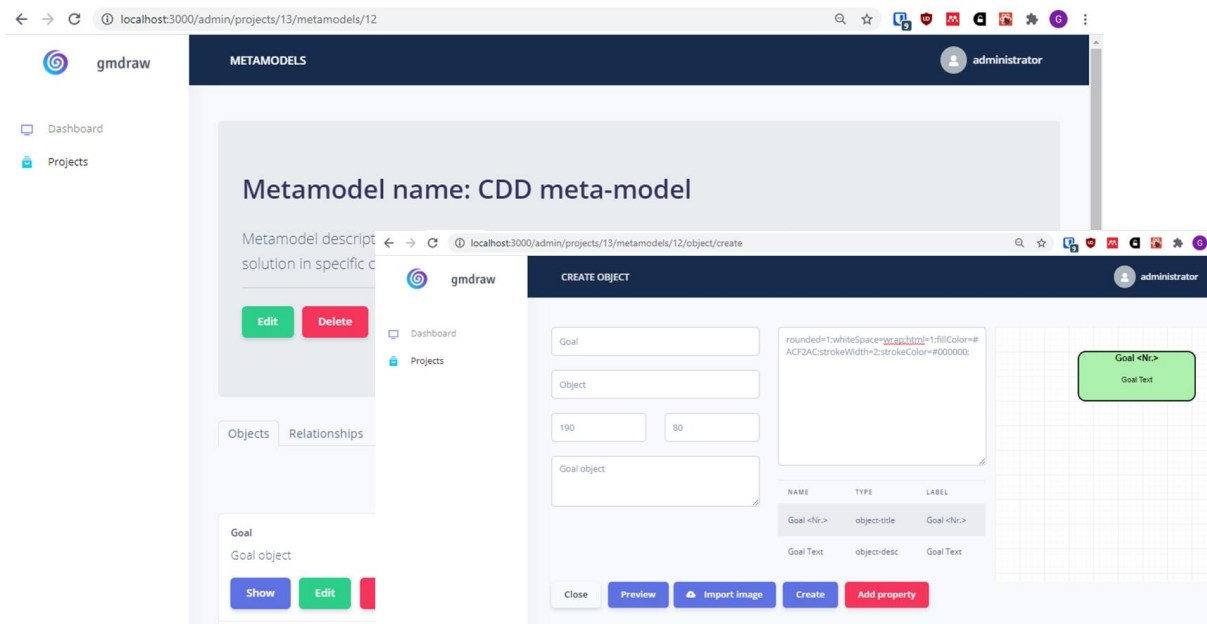 localhost:3000/admin/projects/13/metamodels/12
9
G
gmdraw
METAMODELS
administrator
Dashboard
Projects
Metamodel name: CDD meta-model
Metamodel descript
solution in specific c
Edit
Delete
Objects
Relationships
Goal
Goal object
Show
Edit
localhost:3000/admin/projects/13/metamodels/12/object/create
9
G
gmdraw
CREATE OBJECT
administrator
Dashboard
Projects
Goal
Object
190
80
Goal object
rounded=1;whiteSpace=wrap;html=1;fillColor=#
ACF2AC;strokeWidth=2;strokeColor=#000000;
NAME TYPE LABEL
Goal <Nr.> object-title Goal <Nr.>
Goal Text object-desc Goal Text
Goal <Nr.>
Goal Text
Close
Preview
Import image
Create
Add property